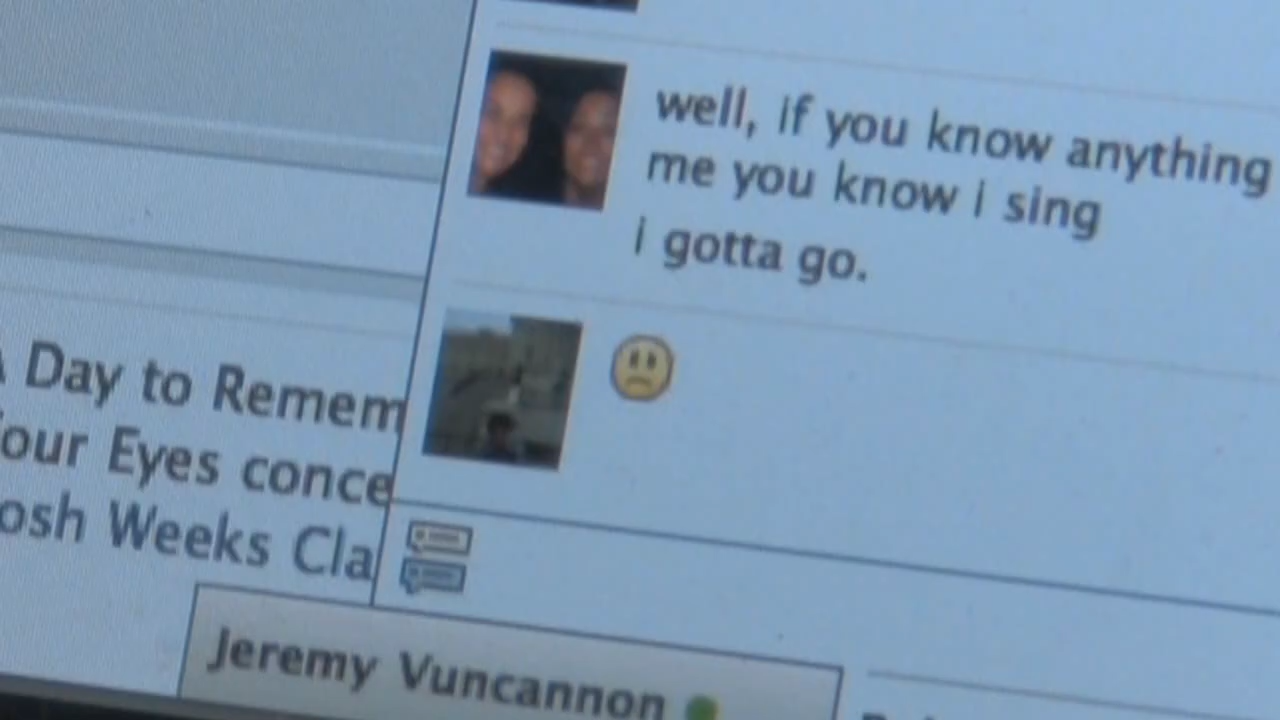 well, if you know anything
me you know i sing
i gotta go.
Day to Remem
our Eyes conce
osh Weeks Cla
Jeremy Vuncannon